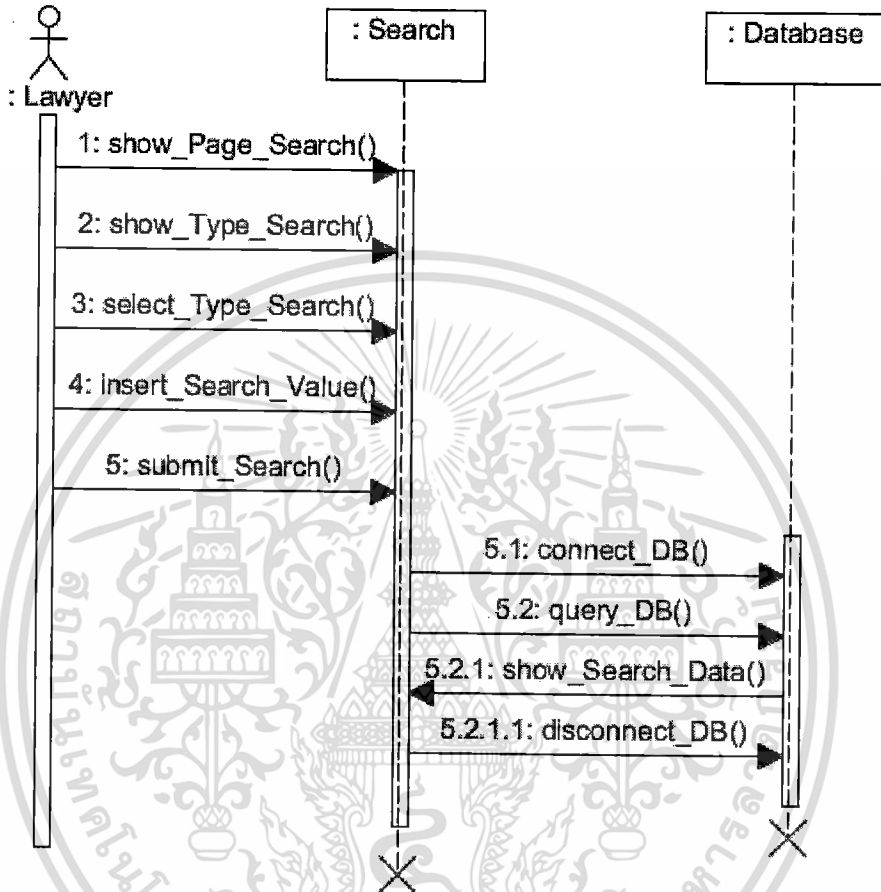 : Search
: Database
: Lawyer
1: show_Page_Search()
2: show_Type_Search()
3: select_Type_Search()
4: insert_Search_Value()
5: submit_Search()
5.1: connect_DB()
5.2: query_DB()
5.2.1: show_Search_Data()
5.2.1.1: disconnect_DB()